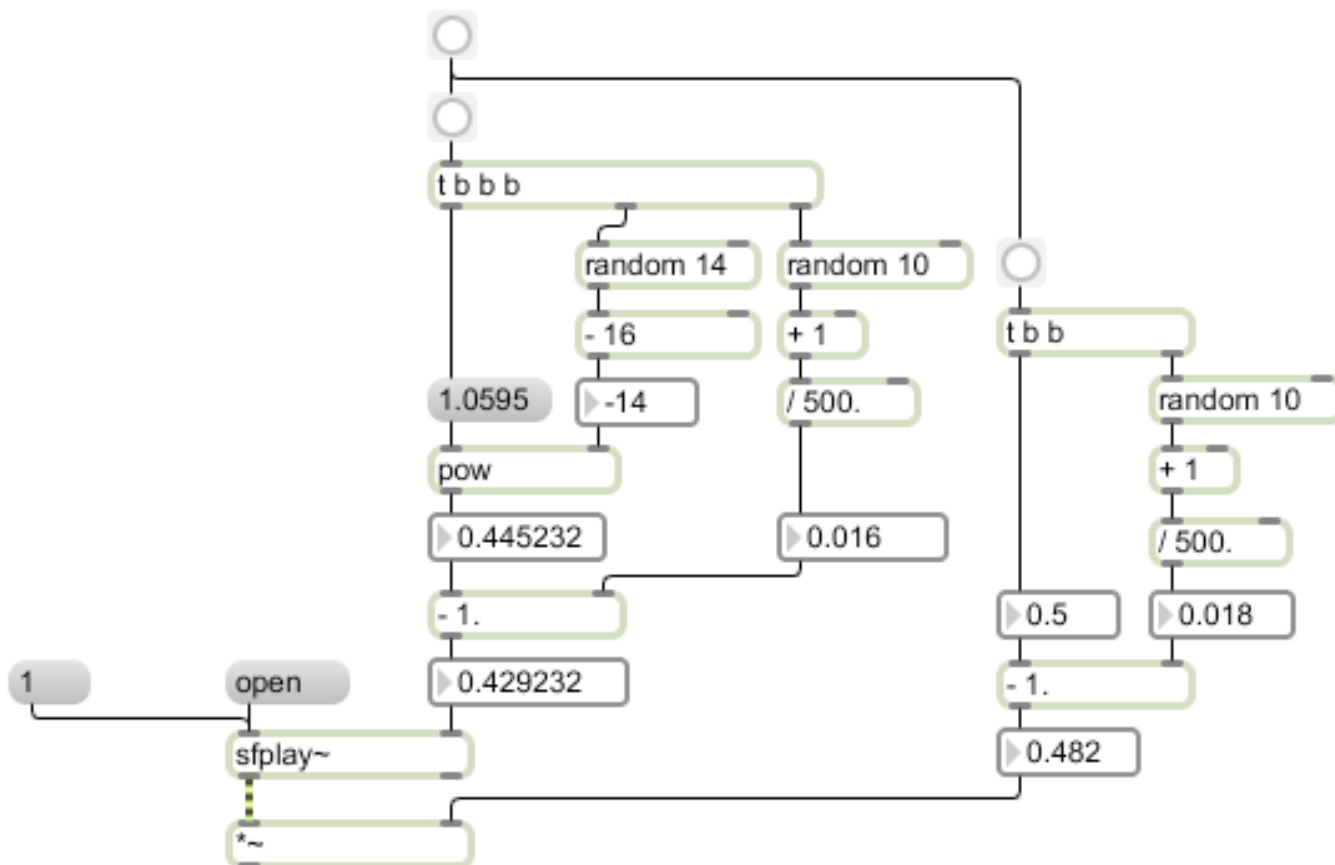 t b b b
random 14
random 10
- 16
+ 1
t b b
1.0595
-14
/ 500.
random 10
pow
+ 1
0.445232
0.016
/ 500.
- 1.
0.5
0.018
1
open
0.429232
- 1.
sfplay~
0.482
*~